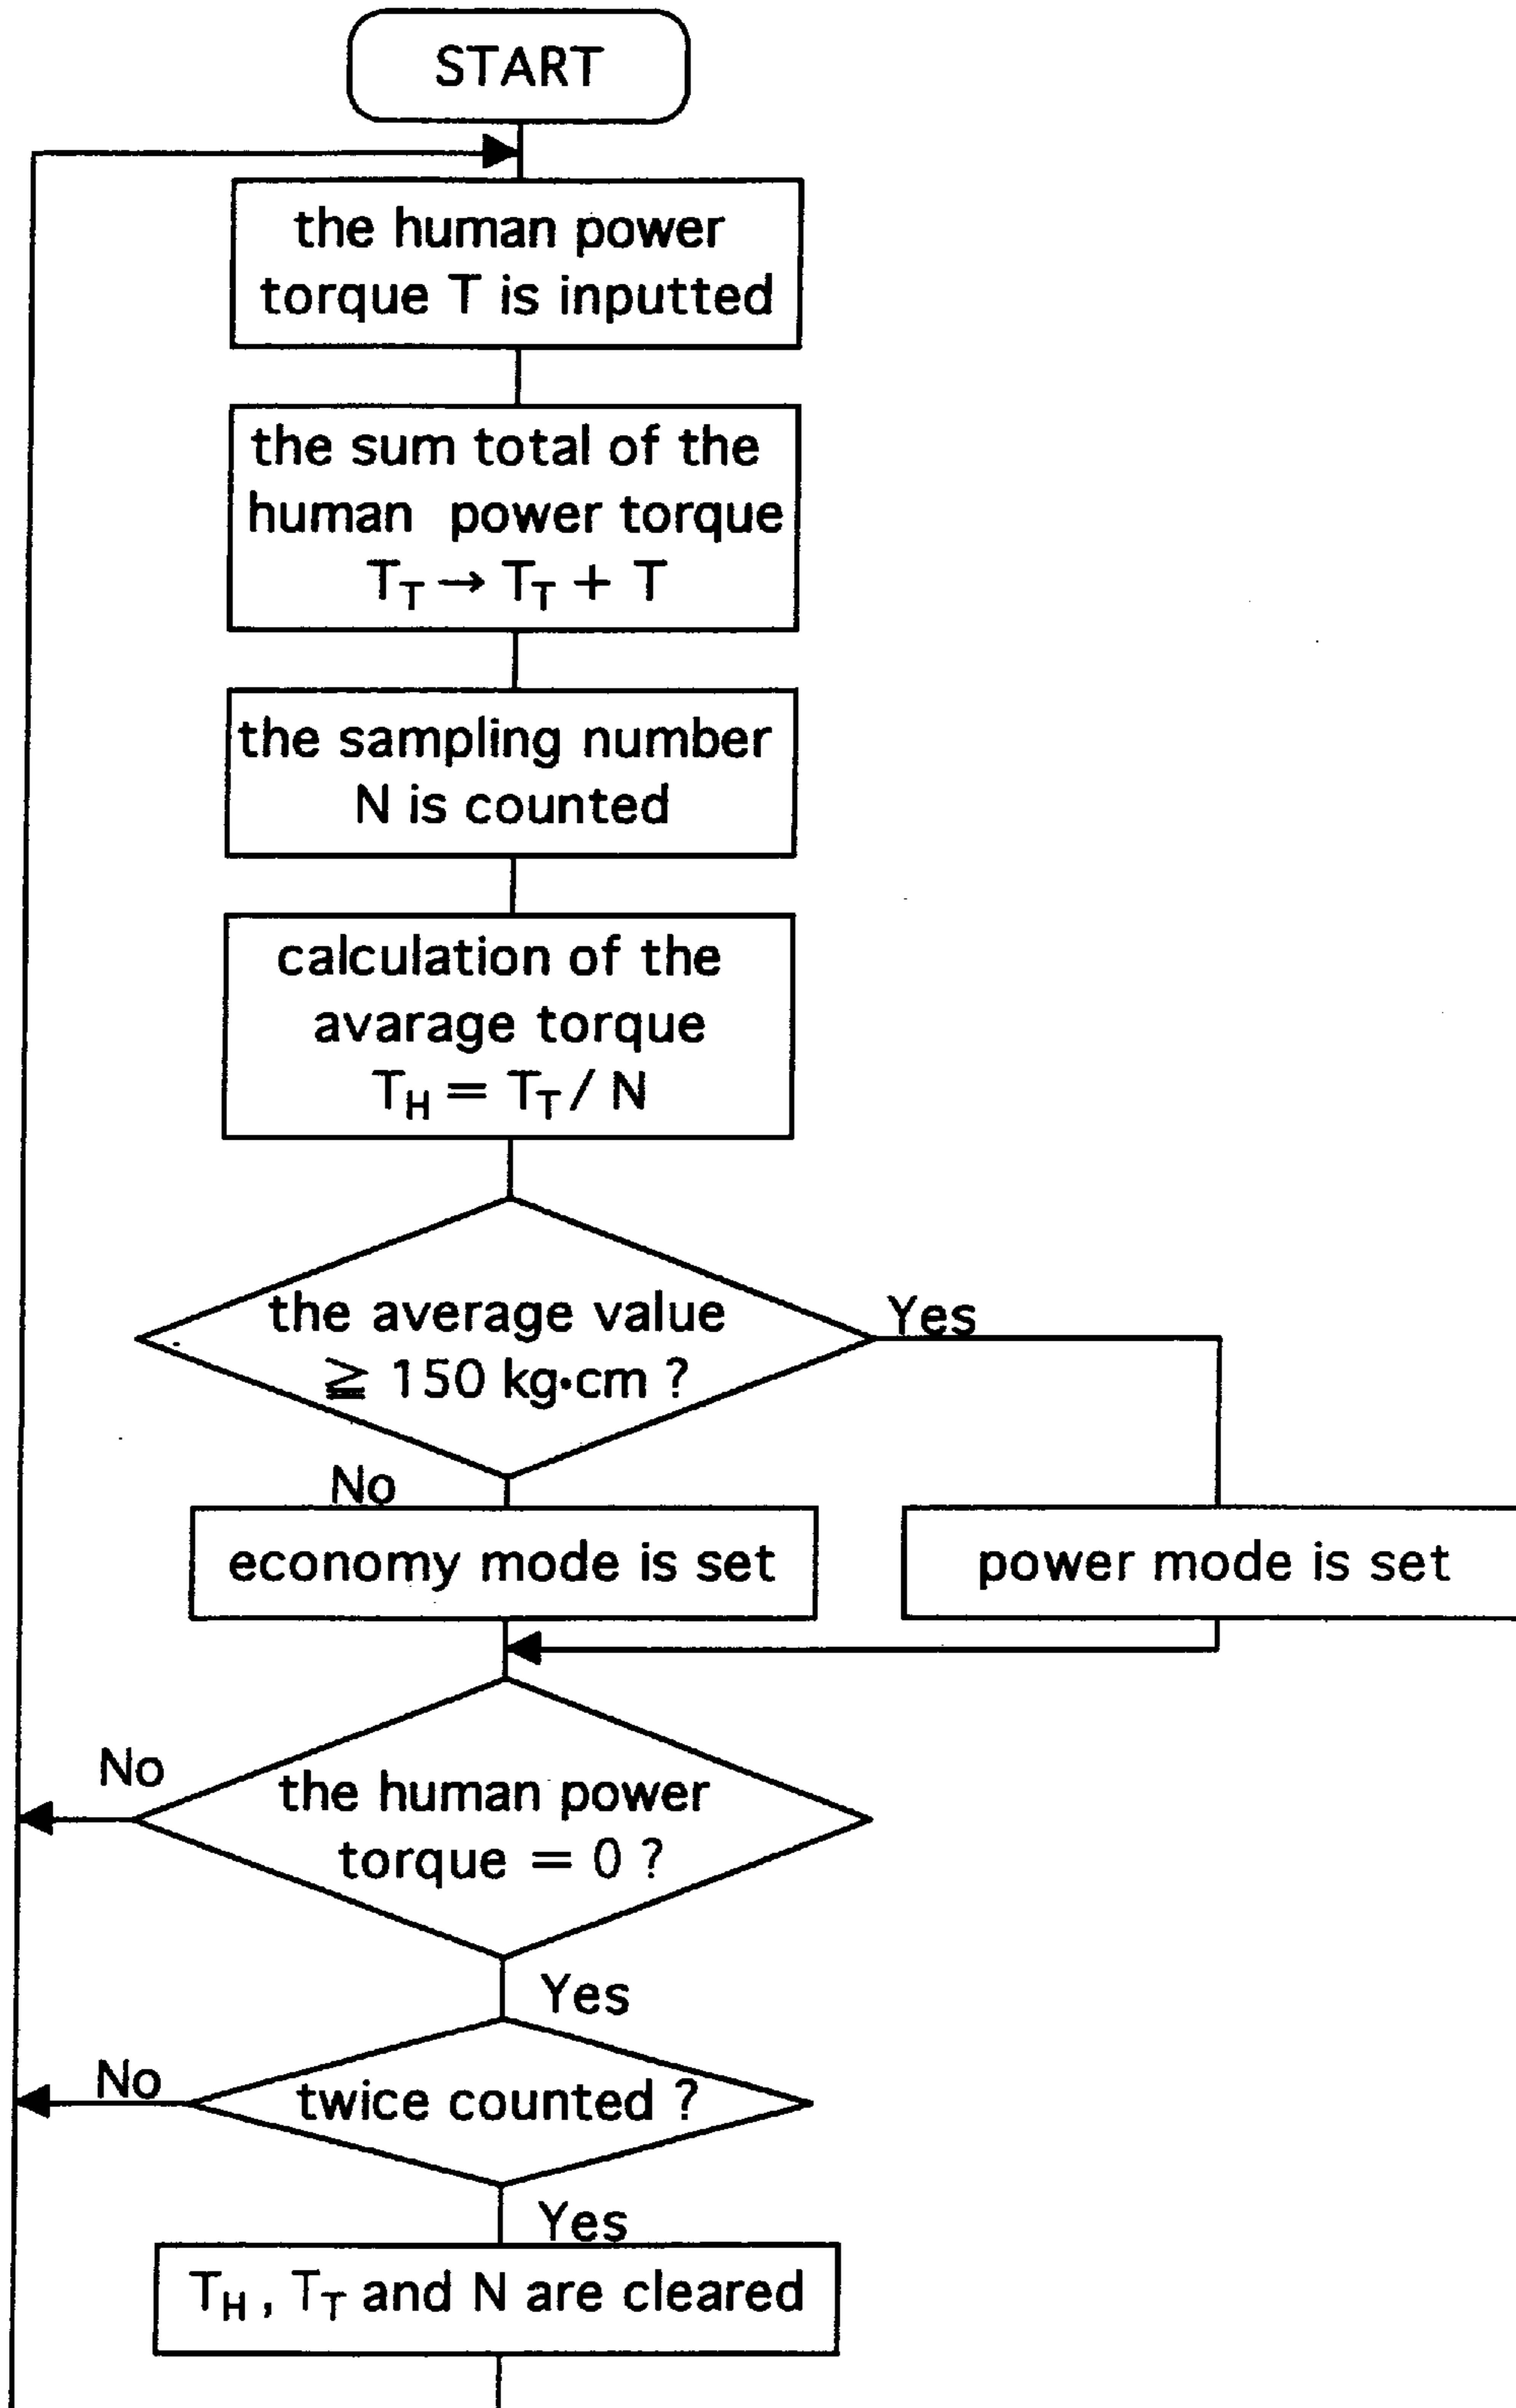 START
the human power
torque T is inputted
the sum total of the
human power torque
T_T → T_T + T
the sampling number
N is counted
calculation of the
avarage torque
T_H = T_T / N
the average value
≧ 150 kg·cm ?
Yes
No
economy mode is set
power mode is set
No
the human power
torque = 0 ?
Yes
No
twice counted ?
Yes
T_H, T_T and N are cleared